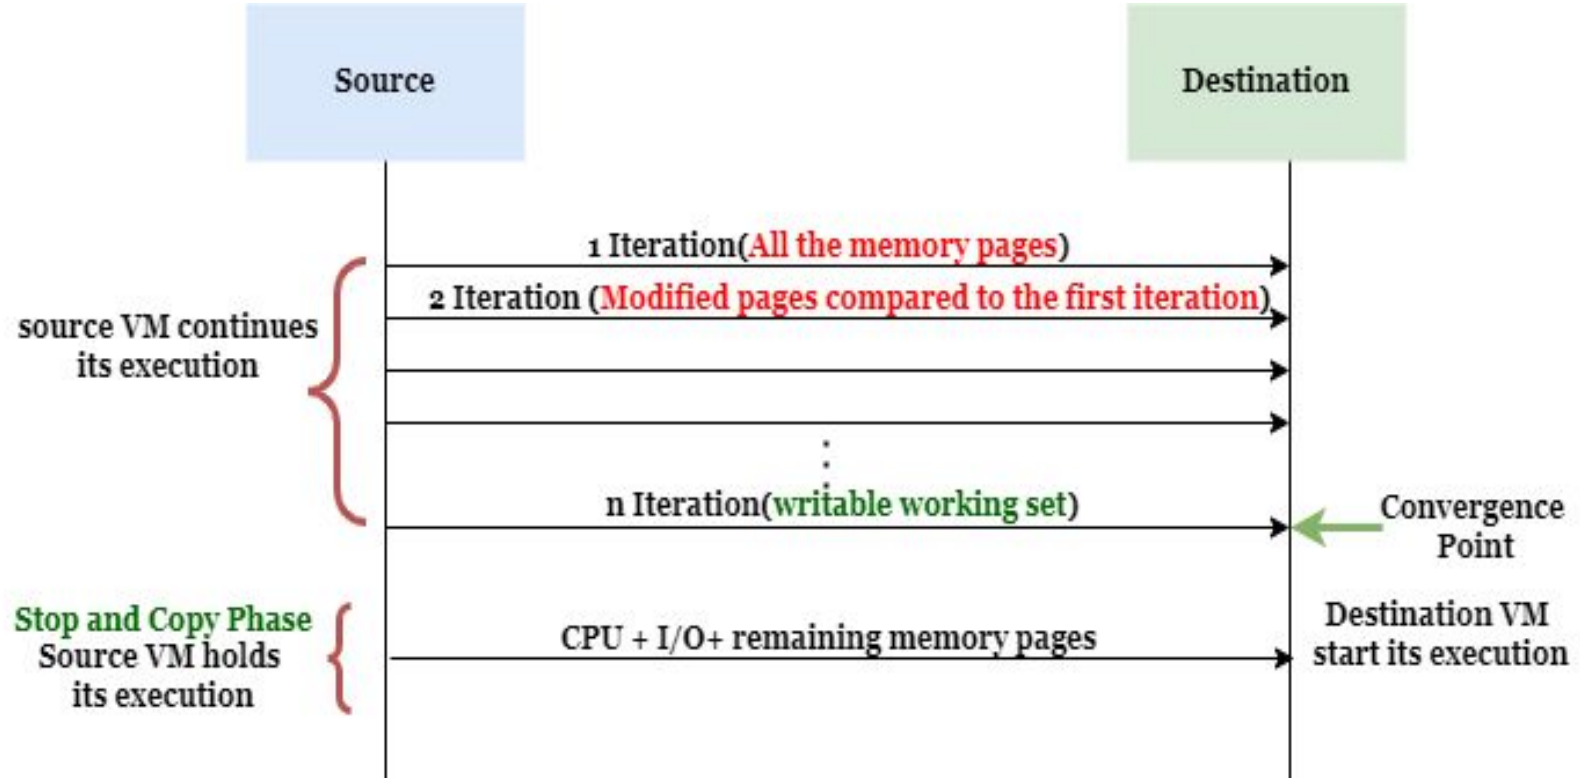 Source
Destination
1 Iteration(All the memory pages)
2 Iteration (Modified pages compared to the first iteration)
source VM continues
its execution
n Iteration(writable working set)
Convergence
Point
Stop and Copy Phase
Source VM holds
its execution
CPU + I/O+ remaining memory pages
Destination VM
start its execution